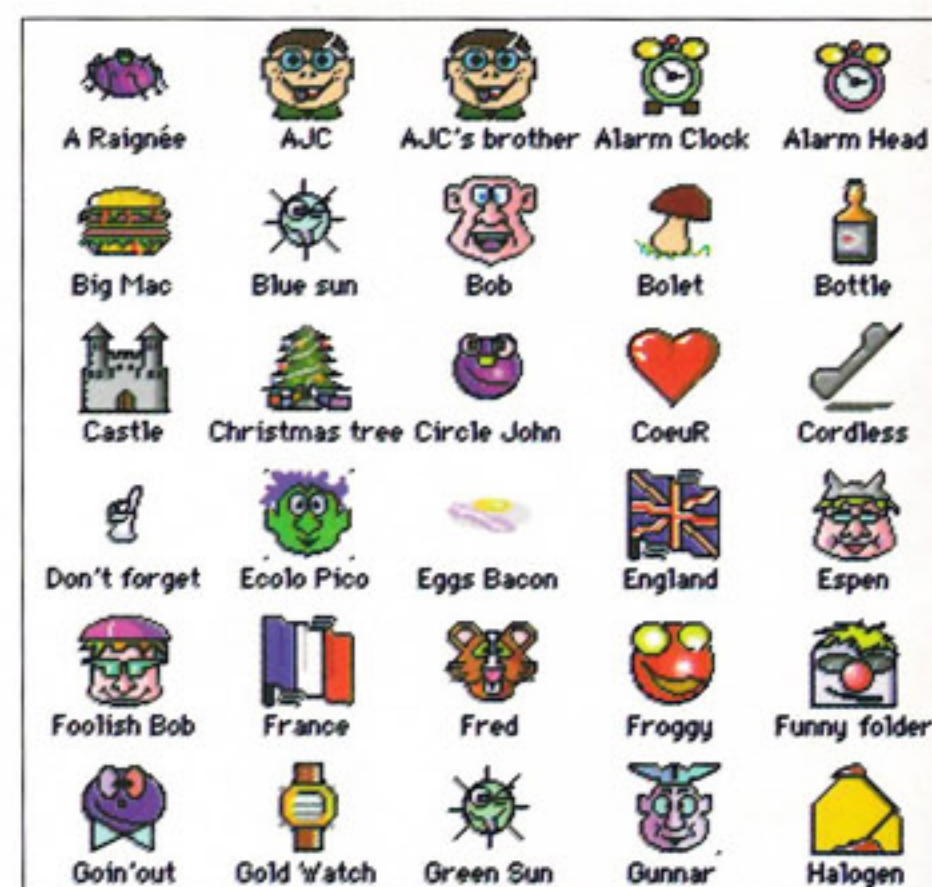 A Raignée AJC AJC's brother Alarm Clock Alarm Head
Big Mac Blue sun Bob Bolet Bottle
Castle Christmas tree Circle John CoeuR Cordless
Don't forget Ecolo Pico Eggs Bacon England Espen
Foolish Bob France Fred Froggy Funny folder
Goin'out Gold Watch Green Sun Gunnar Halogen